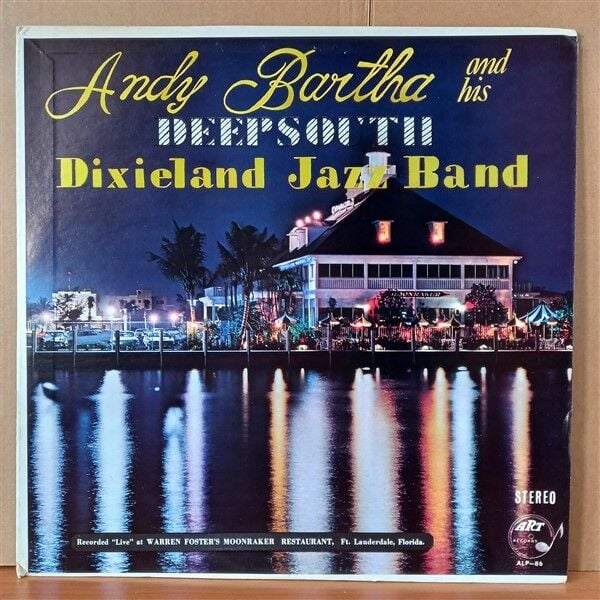 Andy Bartha and his
DEEPSOUTH
Dixieland Jazz Band
MOONRAKER
STEREO
ART
RECORDS
ALP-86
Recorded "Live" at WARREN FOSTER'S MOONRAKER RESTAURANT, Ft. Lauderdale, Florida.